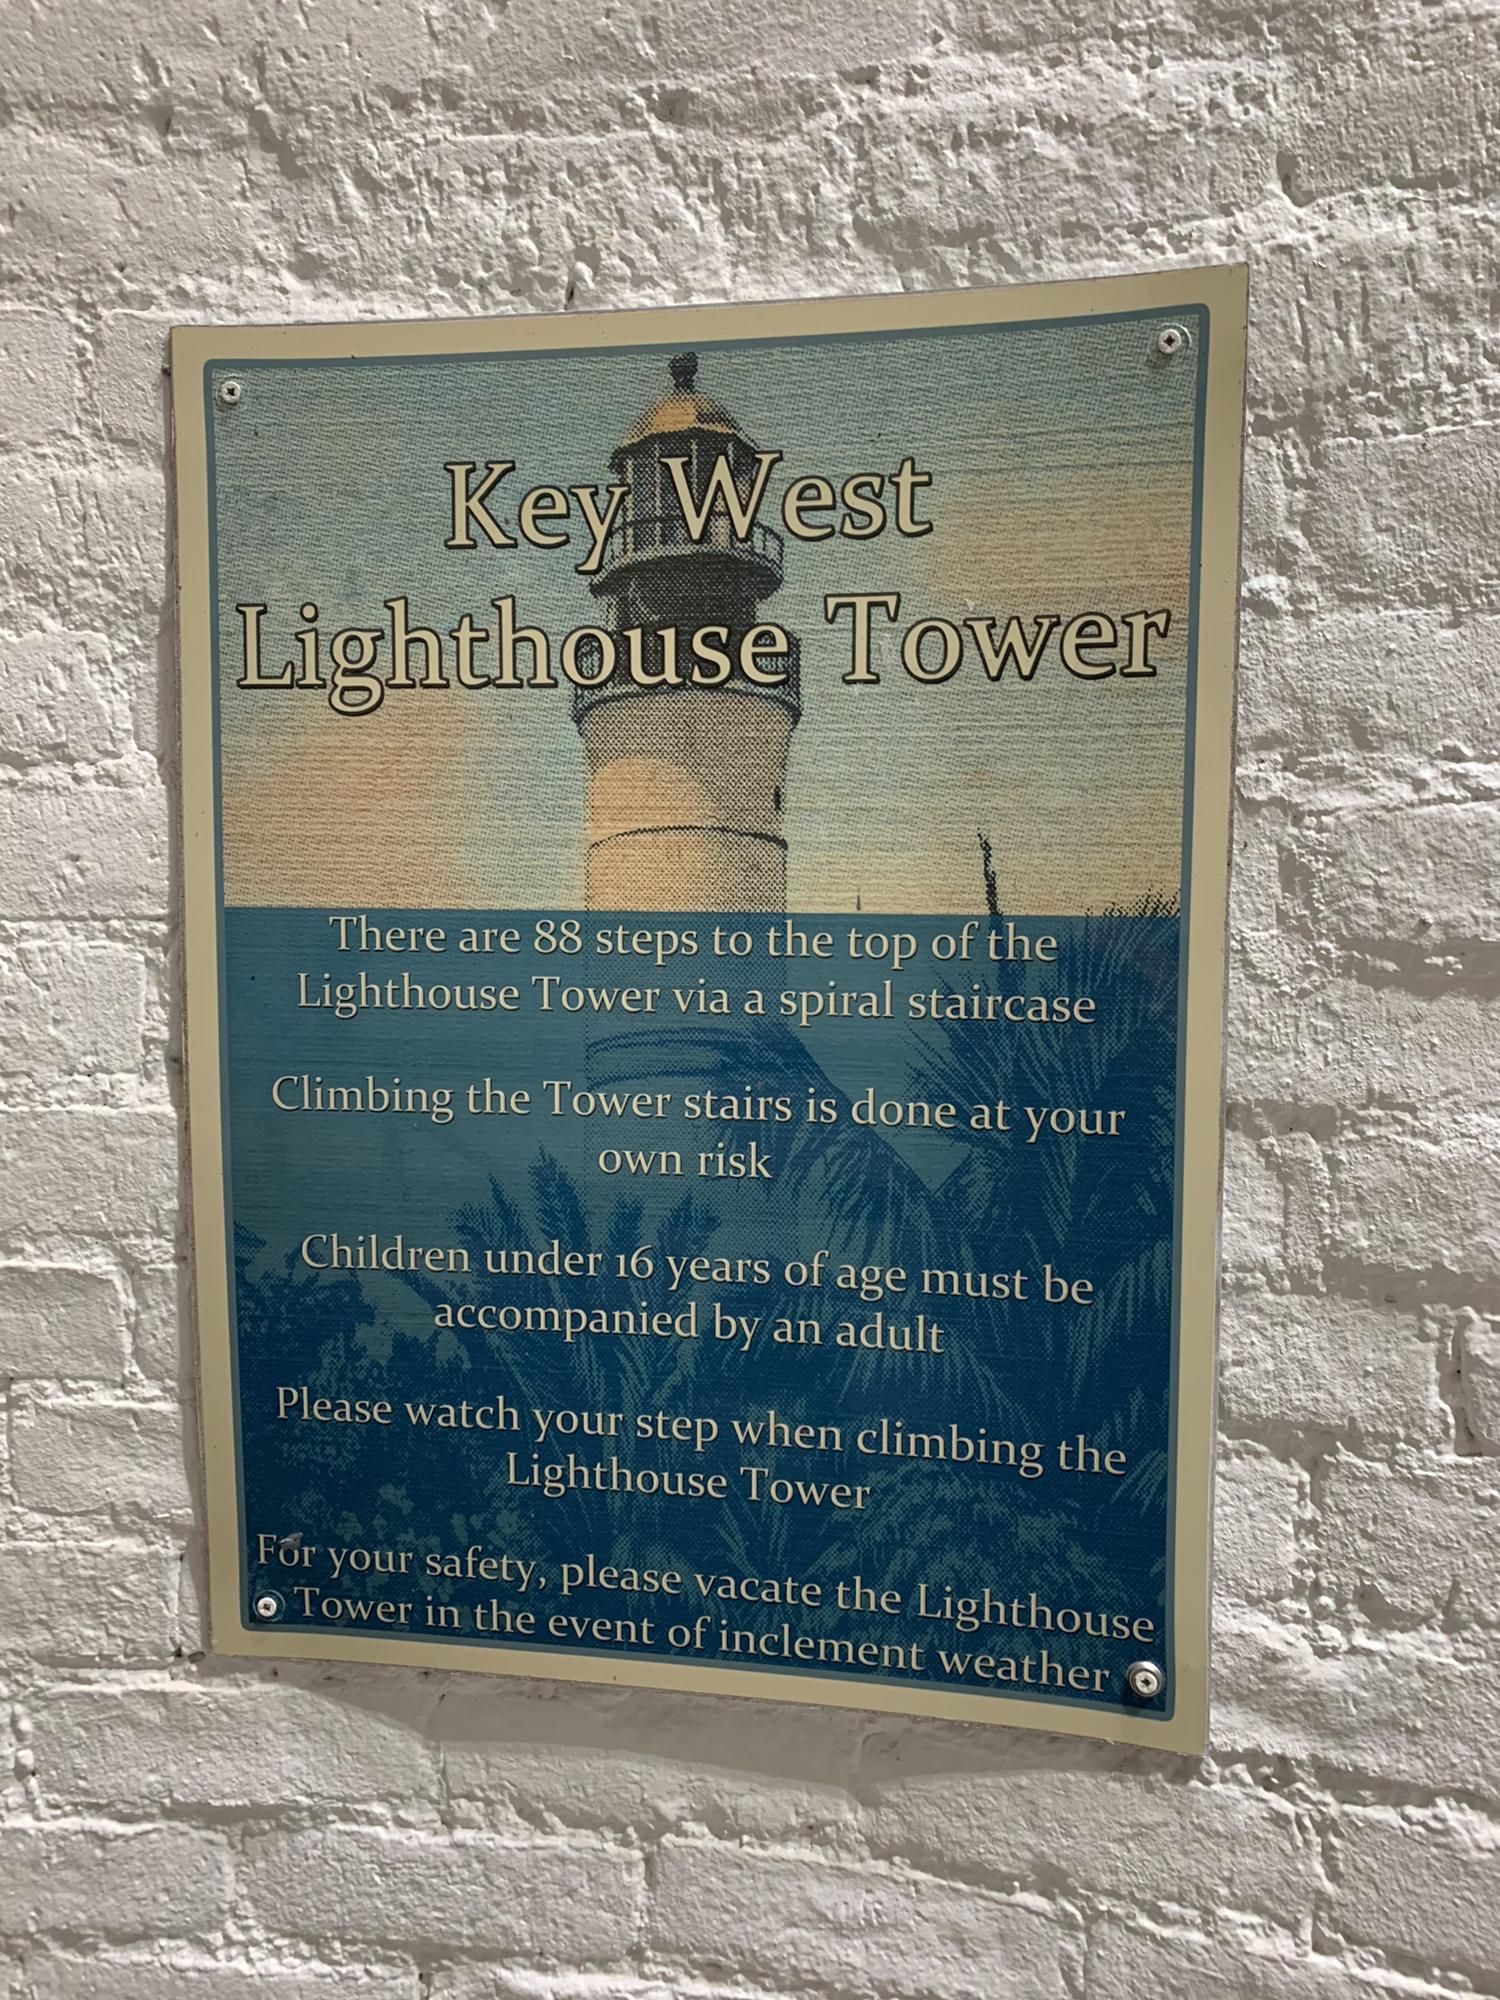 Key West
Lighthouse Tower
There are 88 steps to the top of the
Lighthouse Tower via a spiral staircase
Climbing the Tower stairs is done at your
own risk
Children under 16 years of age must be
accompanied by an adult
Please watch your step when climbing the
Lighthouse Tower
For your safety, please vacate the Lighthouse
Tower in the event of inclement weather